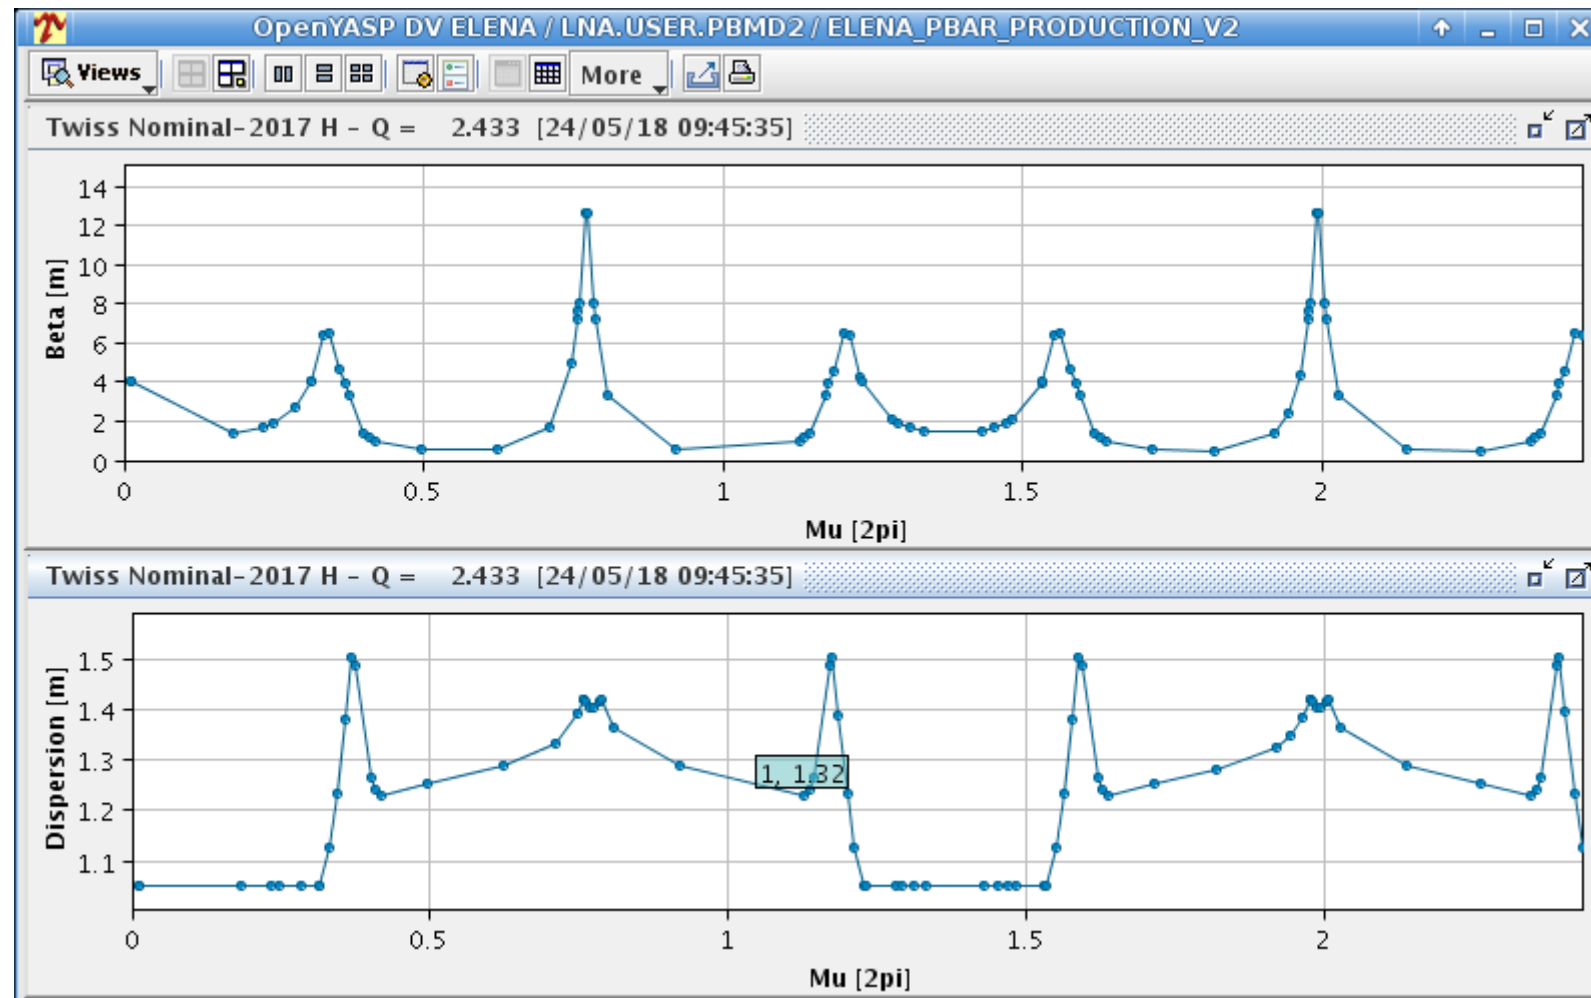 OpenYASP DV ELENA / LNA.USER.PBMD2 / ELENA_PBAR_PRODUCTION_V2
Views More
Twiss Nominal-2017 H - Q = 2.433 [24/05/18 09:45:35]
14
12
10
8
6
4
2
0
Beta [m]
0 0.5 1 1.5 2
Mu [2pi]
Twiss Nominal-2017 H - Q = 2.433 [24/05/18 09:45:35]
1.5
1.4
1.3
1.2
1.1
Dispersion [m]
1, 1.32
0 0.5 1 1.5 2
Mu [2pi]